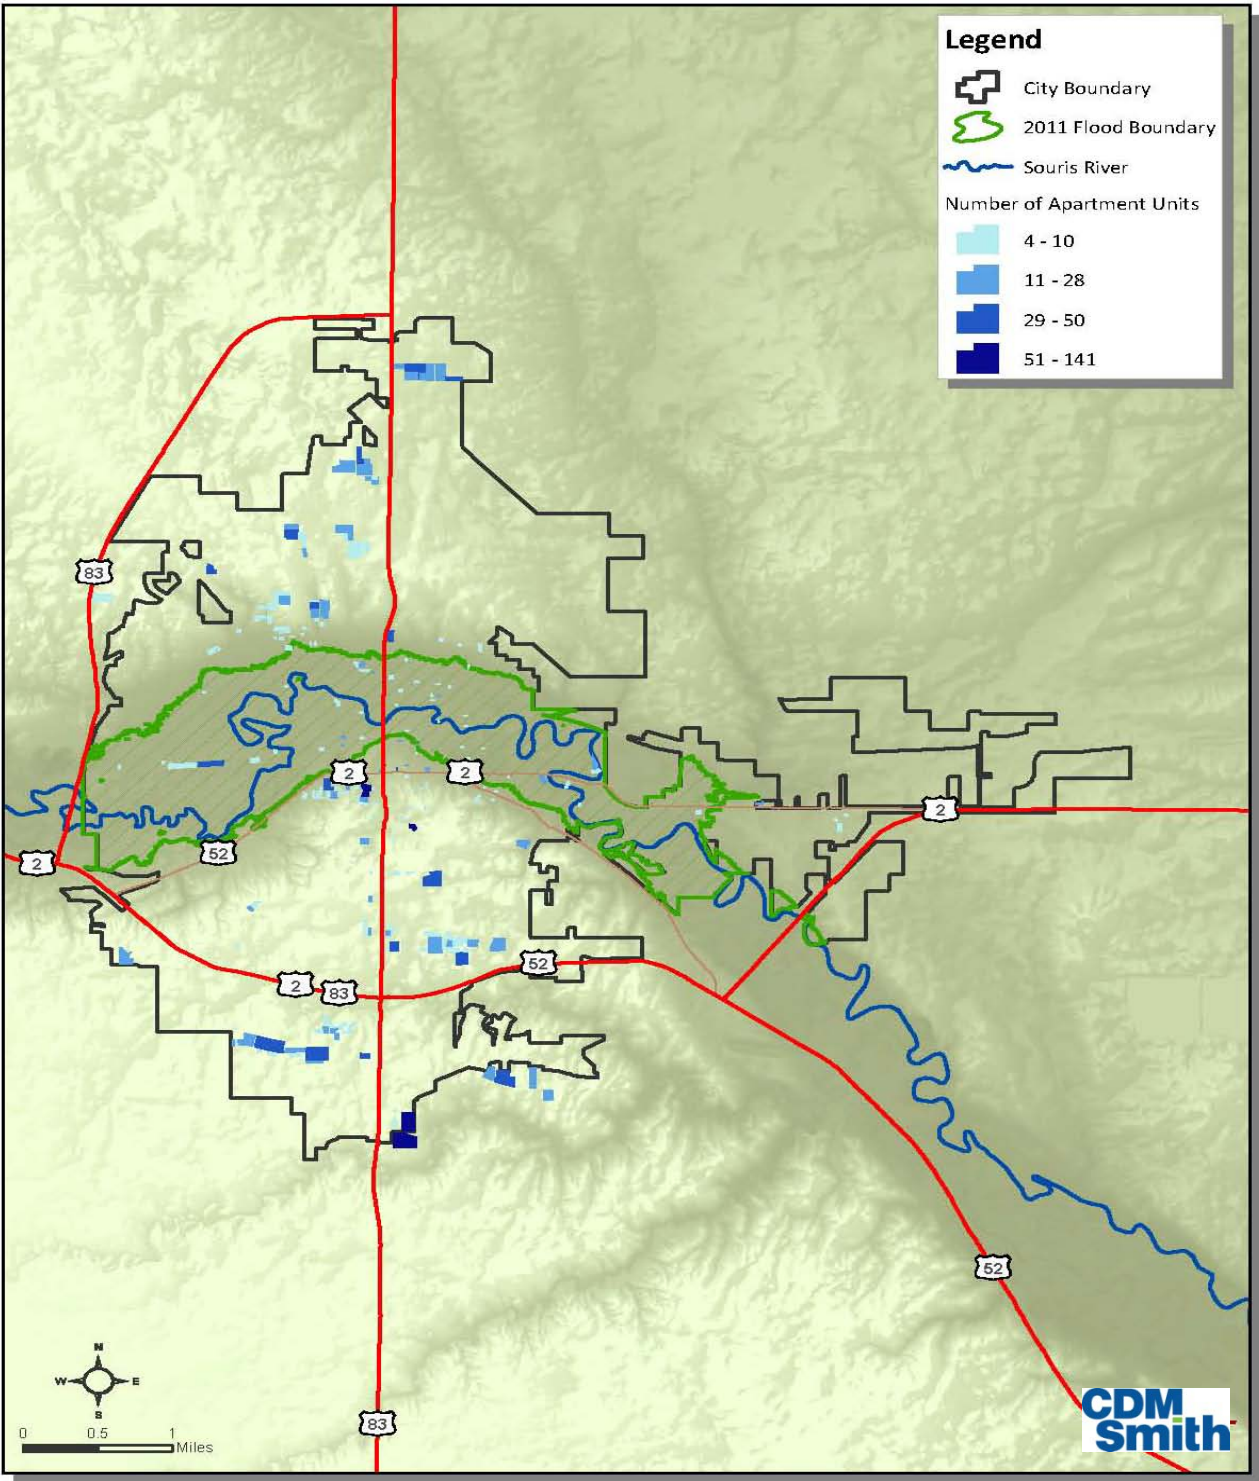 Legend
City Boundary
2011 Flood Boundary
Souris River
Number of Apartment Units
4 - 10
11 - 28
29 - 50
51 - 141
83
2
2
52
2
2
52
2
83
52
83
N
W E
S
0 0.5 1
Miles
CDM
Smith